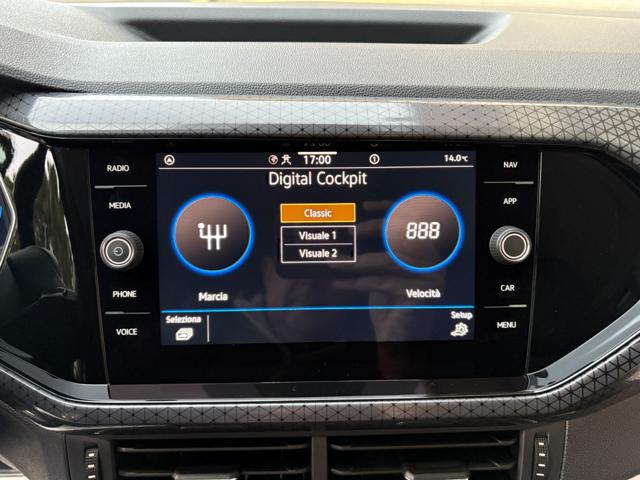 RADIO
MEDIA
PHONE
VOICE
17:00
14.0°C
Digital Cockpit
Classic
Visuale 1
Visuale 2
888
Marcia
Velocità
Seleziona
Setup
NAV
APP
CAR
MENU